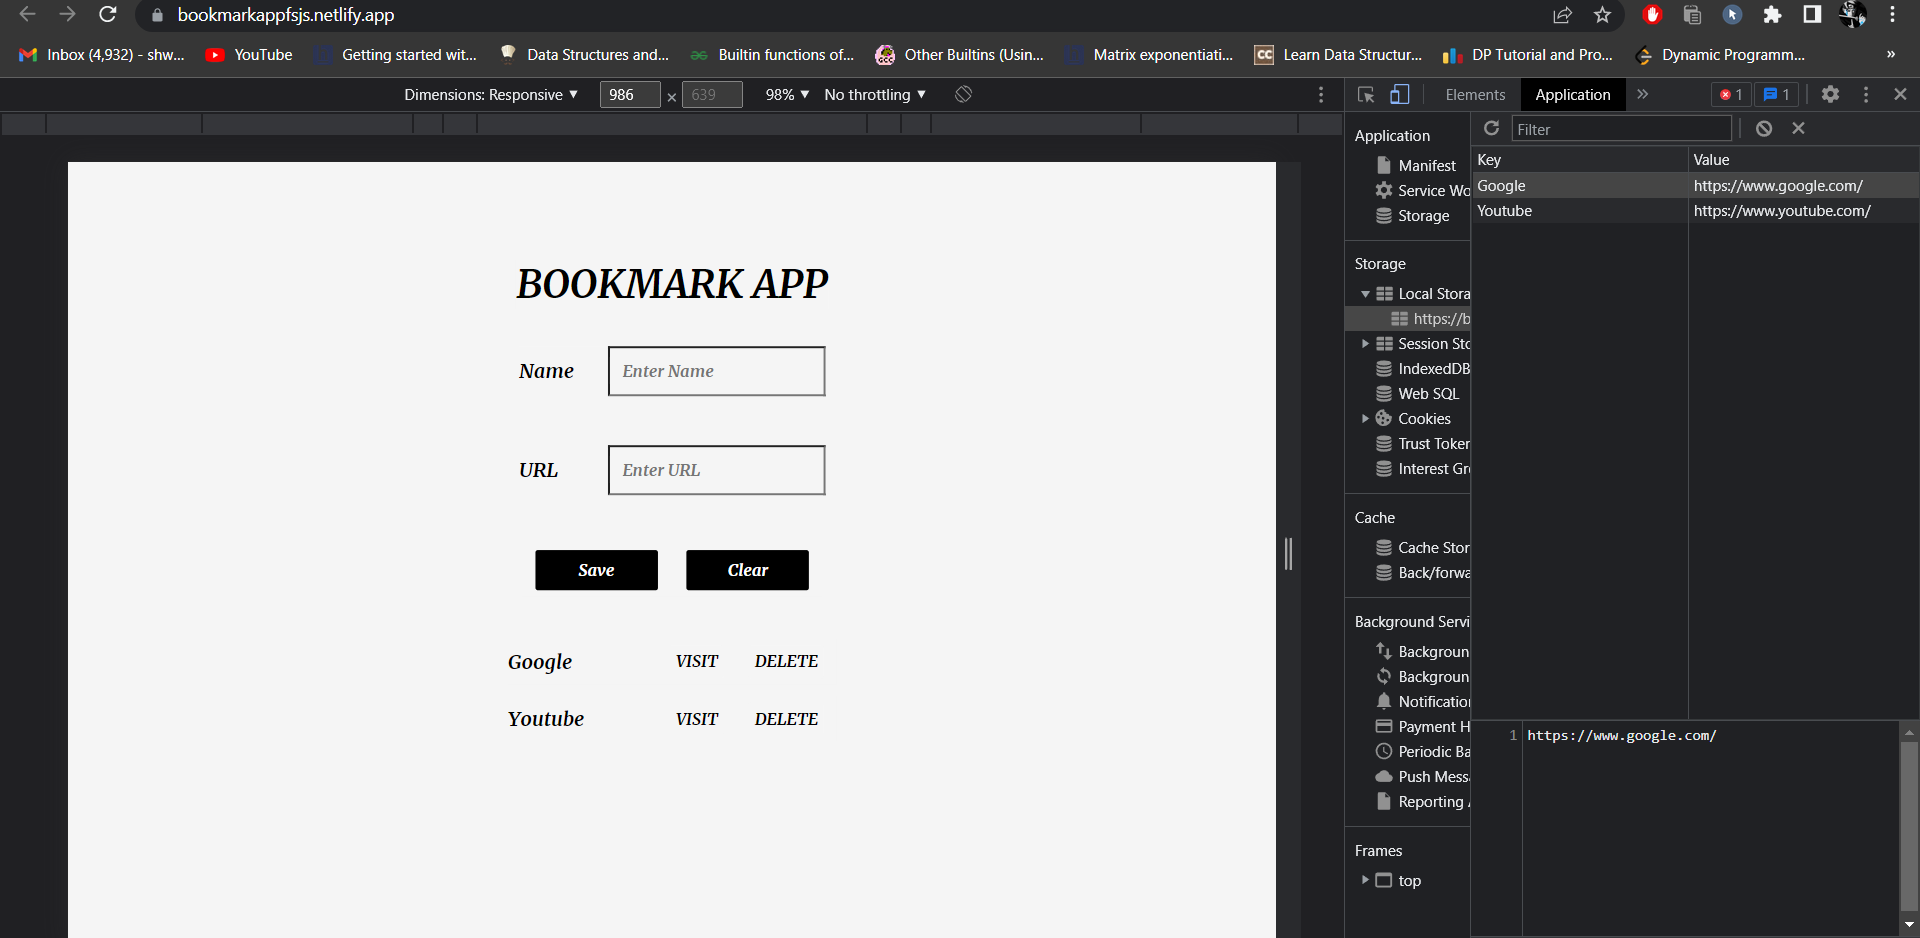 bookmarkappfsjs.netlify.app
Inbox (4,932) - shw... YouTube Getting started wit... Data Structures and... Builtin functions of... Other Builtins (Usin... Matrix exponentiati... Learn Data Structur... DP Tutorial and Pro... Dynamic Programm... »
Dimensions: Responsive 986 × 639 98% No throttling
Elements Application » 1 1
BOOKMARK APP
Name Enter Name
URL Enter URL
Save Clear
Google VISIT DELETE
Youtube VISIT DELETE
Application
Manifest
Service Wo
Storage
Storage
Local Stora
https://b
Session Sto
IndexedDB
Web SQL
Cookies
Trust Token
Interest Gr
Cache
Cache Stor
Back/forwa
Background Servi
Backgroun
Backgroun
Notification
Payment H
Periodic Ba
Push Mess
Reporting A
Frames
top
Filter
Key Value
Google https://www.google.com/
Youtube https://www.youtube.com/
1 https://www.google.com/